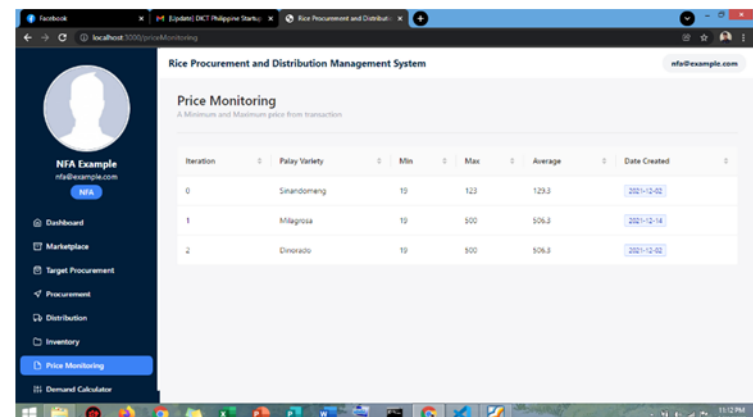 Facebook
[Update] DICT Philippine Startup
Rice Procurement and Distributi
localhost:3000/priceMonitoring
Rice Procurement and Distribution Management System
nfa@example.com
Price Monitoring
A Minimum and Maximum price from transaction
NFA Example
nfa@example.com
NFA
Dashboard
Marketplace
Target Procurement
Procurement
Distribution
Inventory
Price Monitoring
Demand Calculator
Iteration Palay Variety Min Max Average Date Created
0 Sinandomeng 19 123 129.3 2021-12-02
1 Milagrosa 19 500 506.3 2021-12-14
2 Dinorado 19 500 506.3 2021-12-02
11:12 PM